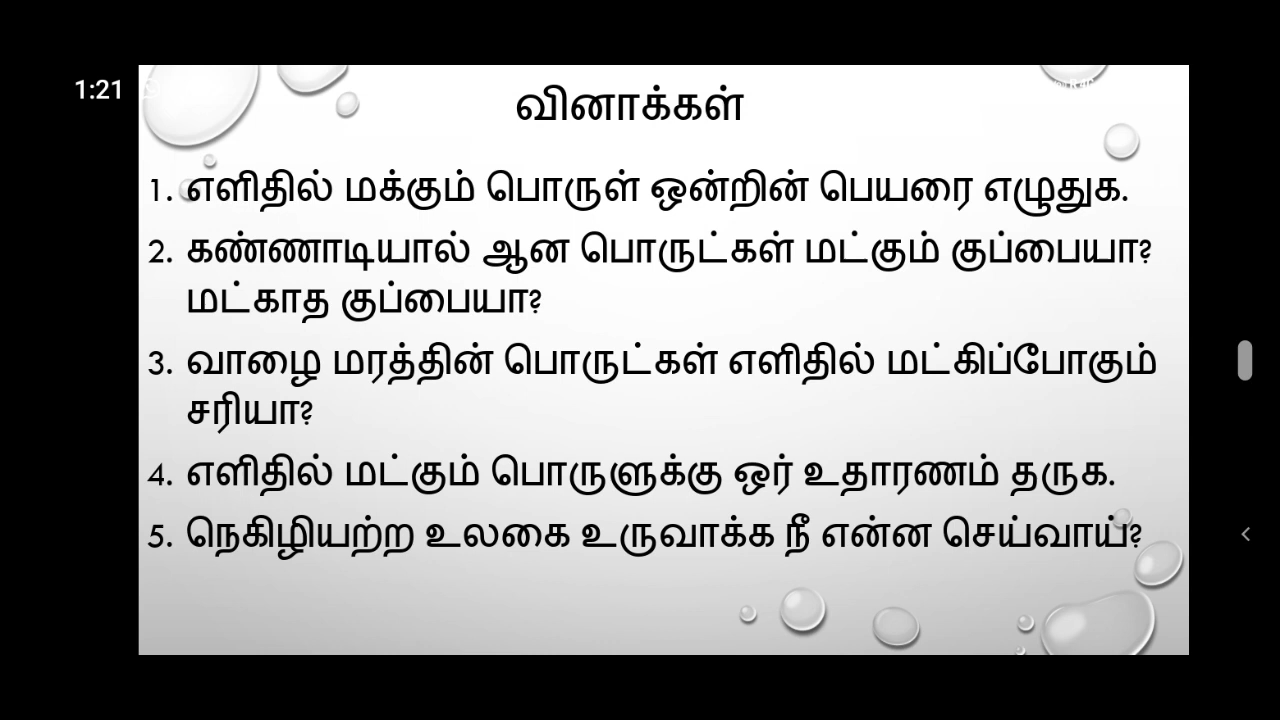 1:21
வினாக்கள்
1. எளிதில் மக்கும் பொருள் ஒன்றின் பெயரை எழுதுக.
2. கண்ணாடியால் ஆன பொருட்கள் மட்கும் குப்பையா?
மட்காத குப்பையா?
3. வாழை மரத்தின் பொருட்கள் எளிதில் மட்கிப்போகும்
சரியா?
4. எளிதில் மட்கும் பொருளுக்கு ஒர் உதாரணம் தருக.
5. நெகிழியற்ற உலகை உருவாக்க நீ என்ன செய்வாய்?